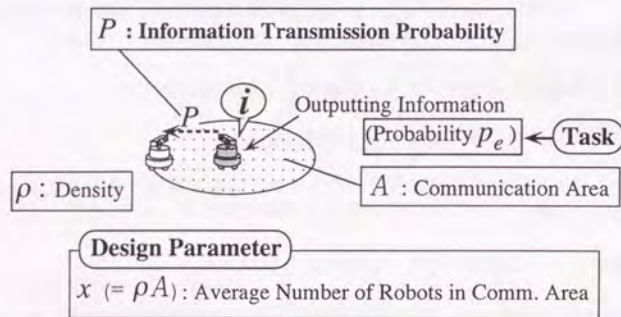 P : Information Transmission Probability
i
P
Outputting Information
(Probability pₑ)
Task
ρ : Density
A : Communication Area
Design Parameter
x (= ρA) : Average Number of Robots in Comm. Area